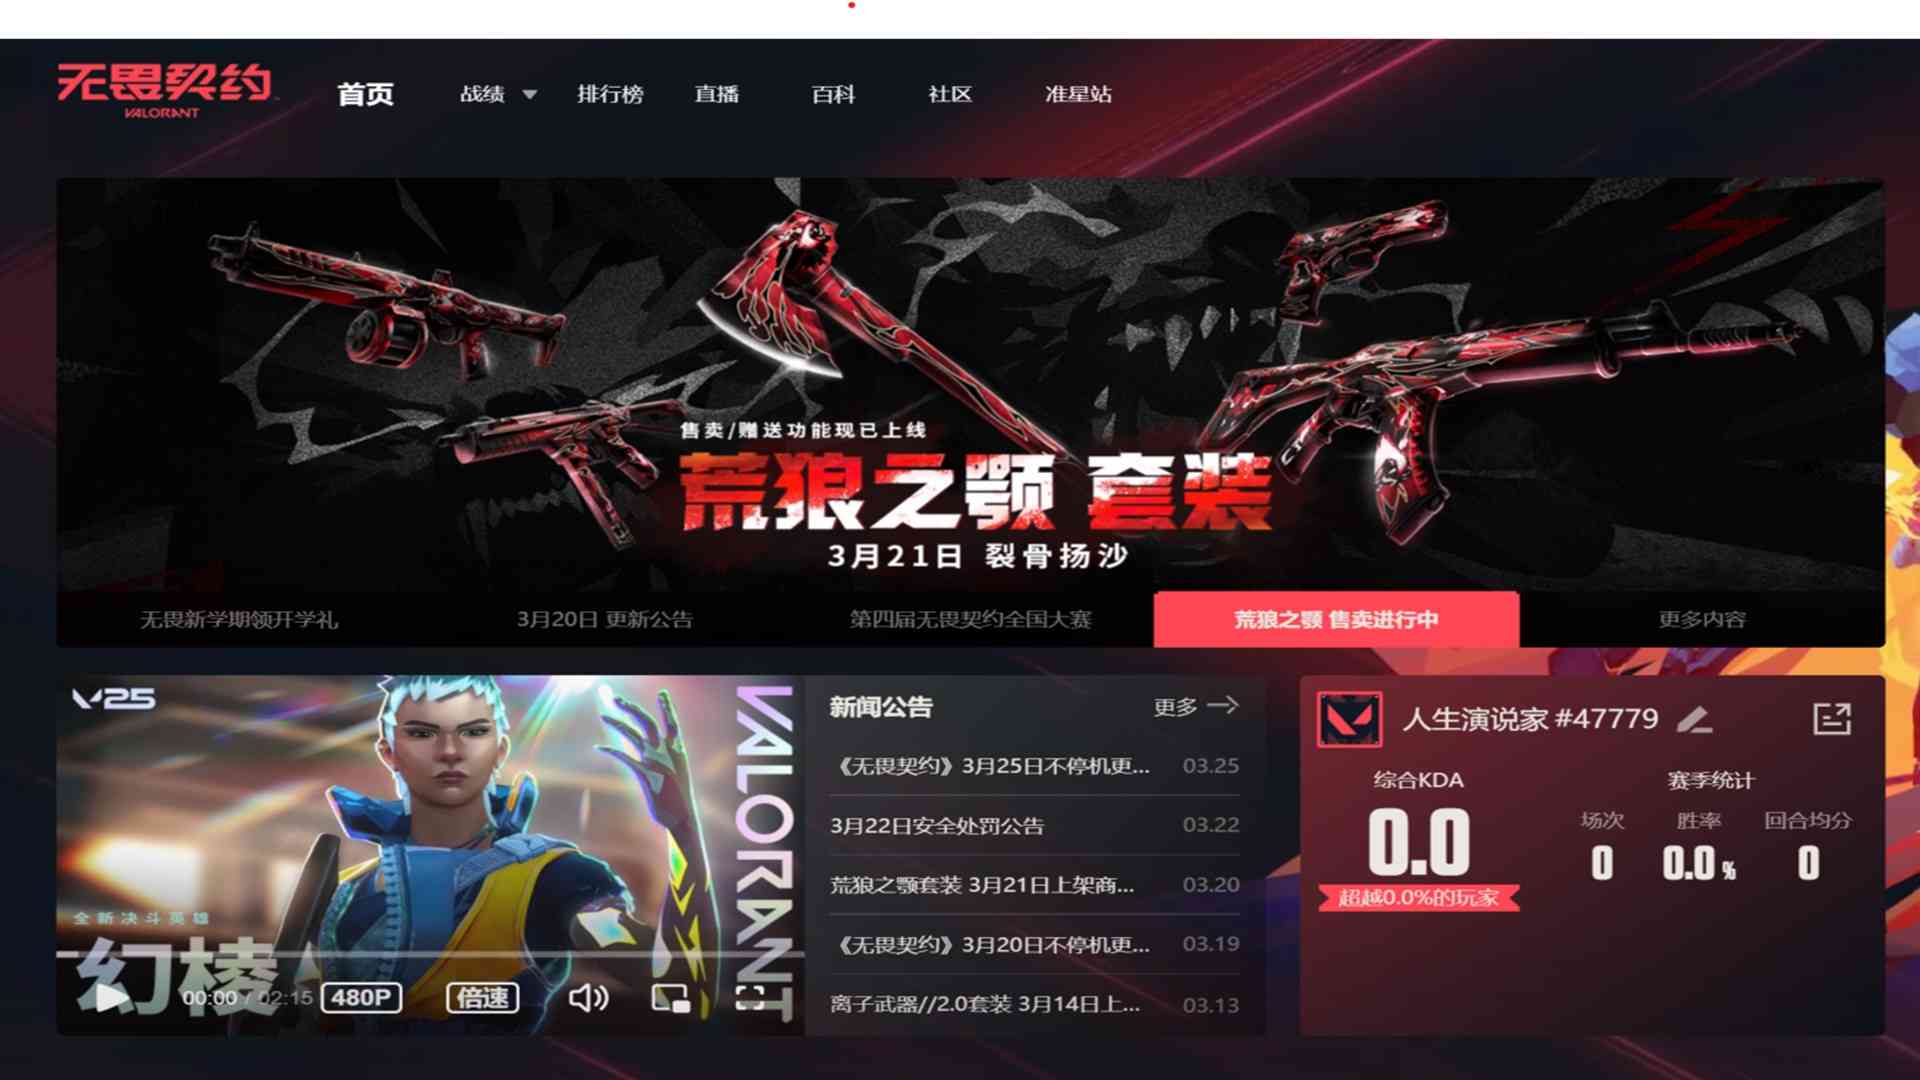 无畏契约
VALORANT
首页 战绩 排行榜 直播 百科 社区 准星站
售卖/赠送功能现已上线
荒狼之颚 套装
3月21日 裂骨扬沙
无畏新学期领开学礼 3月20日 更新公告 第四届无畏契约全国大赛 荒狼之颚 售卖进行中 更多内容
V25
VALORANT
全新决斗英雄
幻棱
00:00 / 02:15 480P 倍速
新闻公告 更多
《无畏契约》3月25日不停机更... 03.25
3月22日安全处罚公告 03.22
荒狼之颚套装 3月21日上架商... 03.20
《无畏契约》3月20日不停机更... 03.19
离子武器//2.0套装 3月14日上... 03.13
人生演说家 #47779
综合KDA
0.0
超越0.0%的玩家
赛季统计
场次 胜率 回合均分
0 0.0 % 0